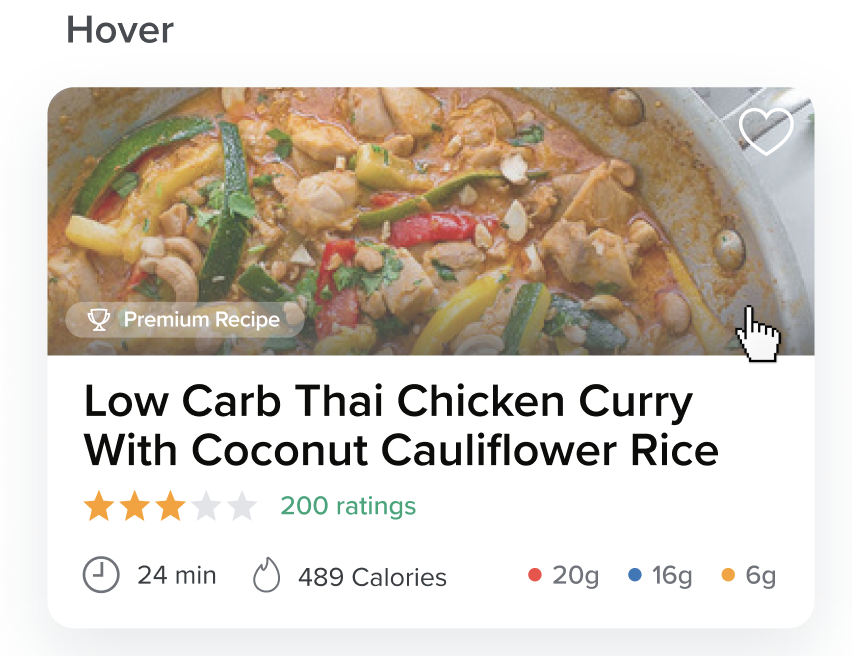 Hover
Premium Recipe
Low Carb Thai Chicken Curry
With Coconut Cauliflower Rice
200 ratings
24 min
489 Calories
20g
16g
6g